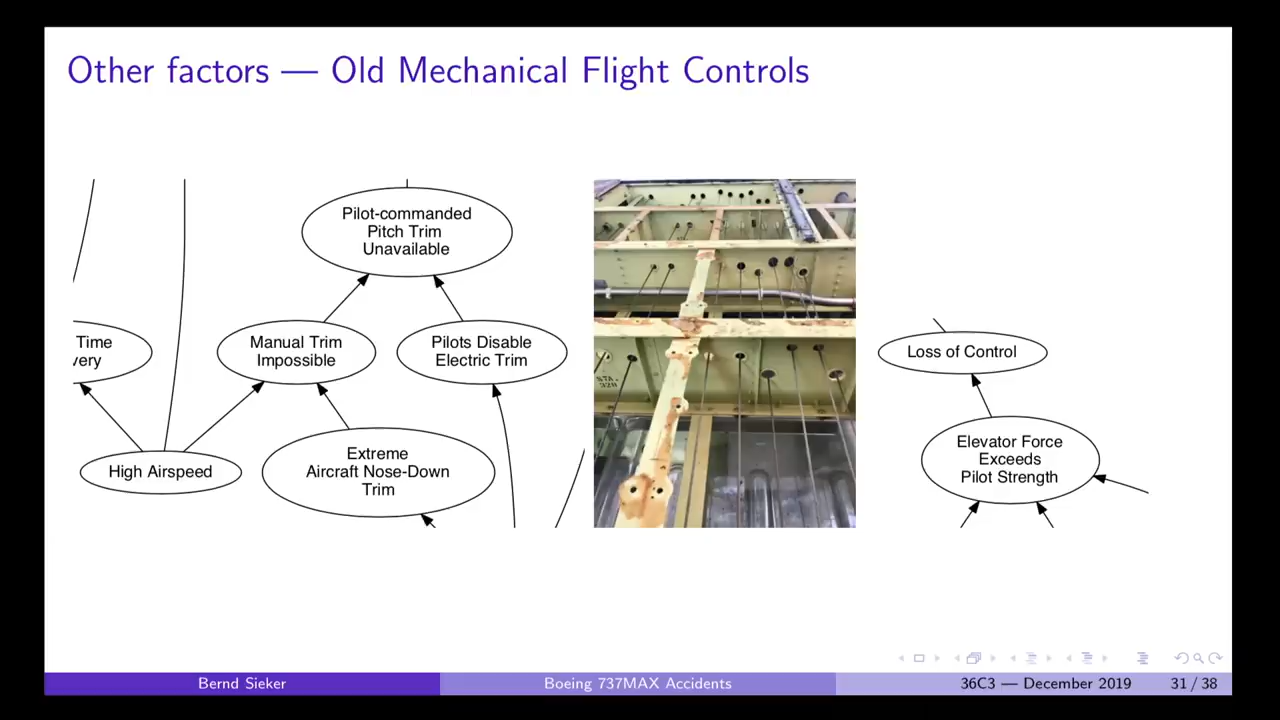 Other factors — Old Mechanical Flight Controls
Pilot-commanded
Pitch Trim
Unavailable
Time
Manual Trim
Impossible
Pilots Disable
Electric Trim
Loss of Control
High Airspeed
Extreme
Aircraft Nose-Down
Trim
Elevator Force
Exceeds
Pilot Strength
Bernd Sieker
Boeing 737MAX Accidents
36C3 — December 2019
31 / 38